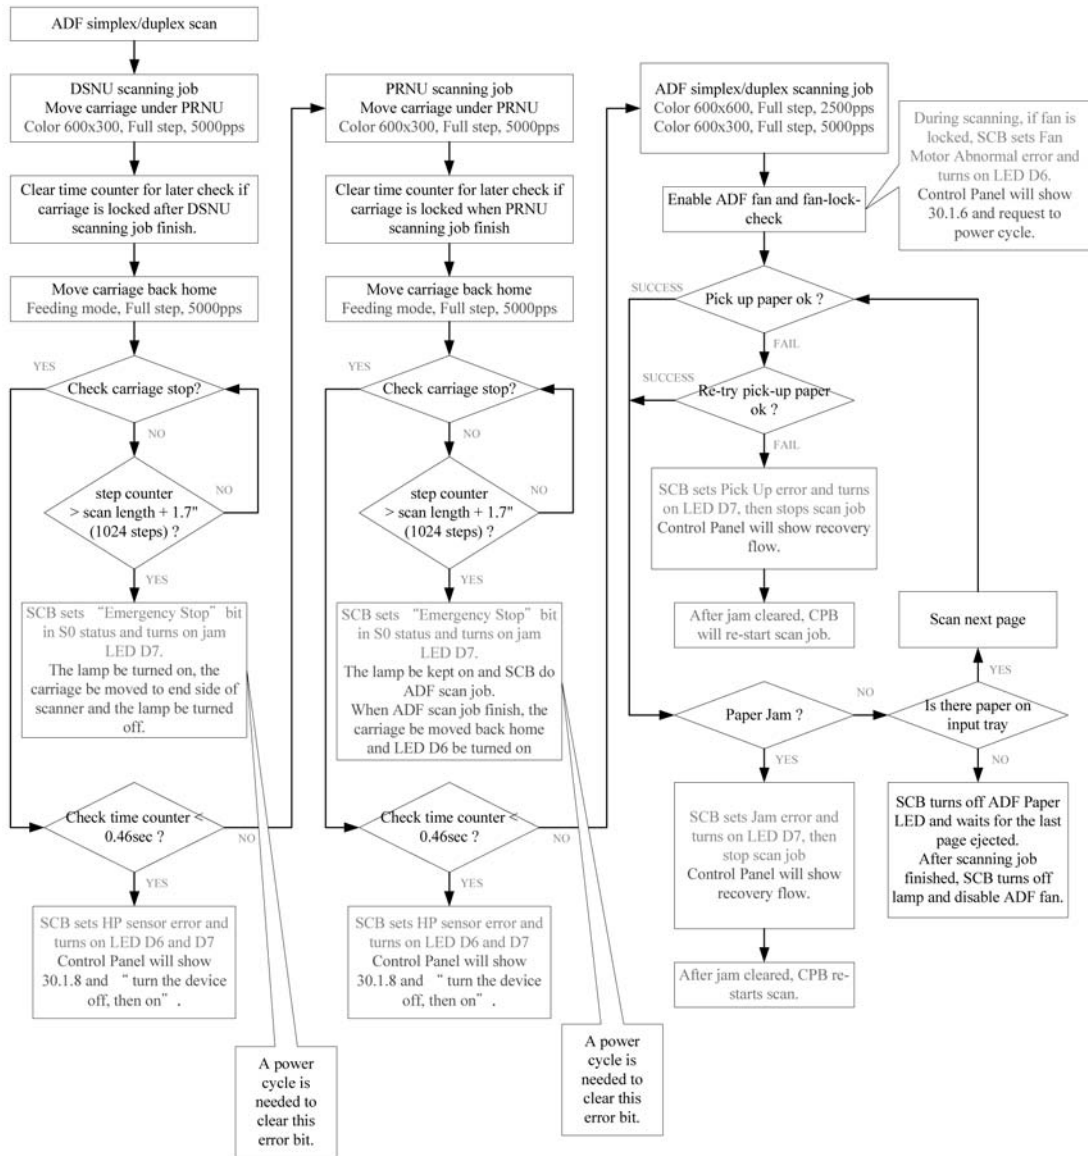 ADF simplex/duplex scan
DSNU scanning job
Move carriage under PRNU
Color 600x300, Full step, 5000pps
Clear time counter for later check if
carriage is locked after DSNU
scanning job finish.
Move carriage back home
Feeding mode, Full step, 5000pps
YES
Check carriage stop?
NO
step counter
> scan length + 1.7"
(1024 steps) ?
NO
YES
SCB sets “Emergency Stop” bit
in S0 status and turns on jam
LED D7.
The lamp be turned on, the
carriage be moved to end side of
scanner and the lamp be turned
off.
Check time counter <
0.46sec ?
NO
YES
SCB sets HP sensor error and
turns on LED D6 and D7
Control Panel will show
30.1.8 and “ turn the device
off, then on” .
A power
cycle is
needed to
clear this
error bit.
PRNU scanning job
Move carriage under PRNU
Color 600x300, Full step, 5000pps
Clear time counter for later check if
carriage is locked when PRNU
scanning job finish
Move carriage back home
Feeding mode, Full step, 5000pps
YES
Check carriage stop?
NO
step counter
> scan length + 1.7"
(1024 steps) ?
NO
YES
SCB sets “Emergency Stop” bit
in S0 status and turns on jam
LED D7.
The lamp be kept on and SCB do
ADF scan job.
When ADF scan job finish, the
carriage be moved back home
and LED D6 be turned on
Check time counter <
0.46sec ?
NO
YES
SCB sets HP sensor error and
turns on LED D6 and D7
Control Panel will show
30.1.8 and “ turn the device
off, then on” .
A power
cycle is
needed to
clear this
error bit.
ADF simplex/duplex scanning job
Color 600x600, Full step, 2500pps
Color 600x300, Full step, 5000pps
During scanning, if fan is
locked, SCB sets Fan
Motor Abnormal error and
turns on LED D6.
Control Panel will show
30.1.6 and request to
power cycle.
Enable ADF fan and fan-lock-
check
SUCCESS
Pick up paper ok ?
FAIL
SUCCESS
Re-try pick-up paper
ok ?
FAIL
SCB sets Pick Up error and turns
on LED D7, then stops scan job
Control Panel will show recovery
flow.
After jam cleared, CPB
will re-start scan job.
Scan next page
YES
Paper Jam ?
NO
Is there paper on
input tray
YES
NO
SCB sets Jam error and
turns on LED D7, then
stop scan job
Control Panel will show
recovery flow.
After jam cleared, CPB re-
starts scan.
SCB turns off ADF Paper
LED and waits for the last
page ejected.
After scanning job
finished, SCB turns off
lamp and disable ADF fan.